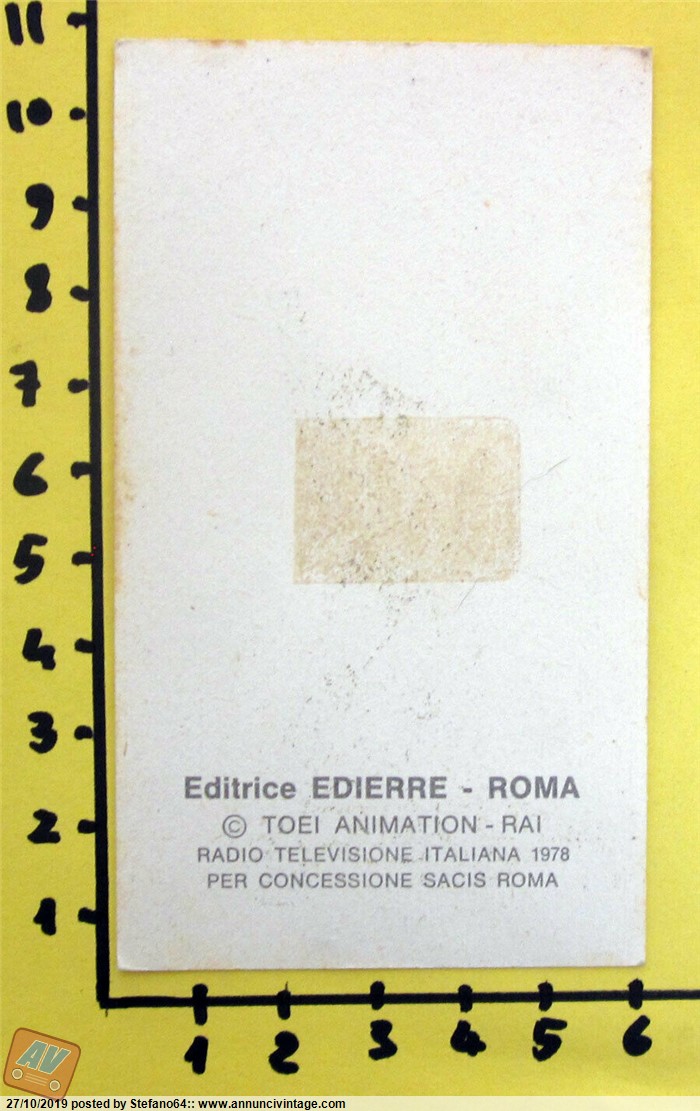 11
10
9
8
7
6
5
4
3
2
1
Editrice EDIERRE - ROMA
© TOEI ANIMATION - RAI
RADIO TELEVISIONE ITALIANA 1978
PER CONCESSIONE SACIS ROMA
1 2 3 4 5 6
AV
27/10/2019 posted by Stefano64:: www.annuncivintage.com